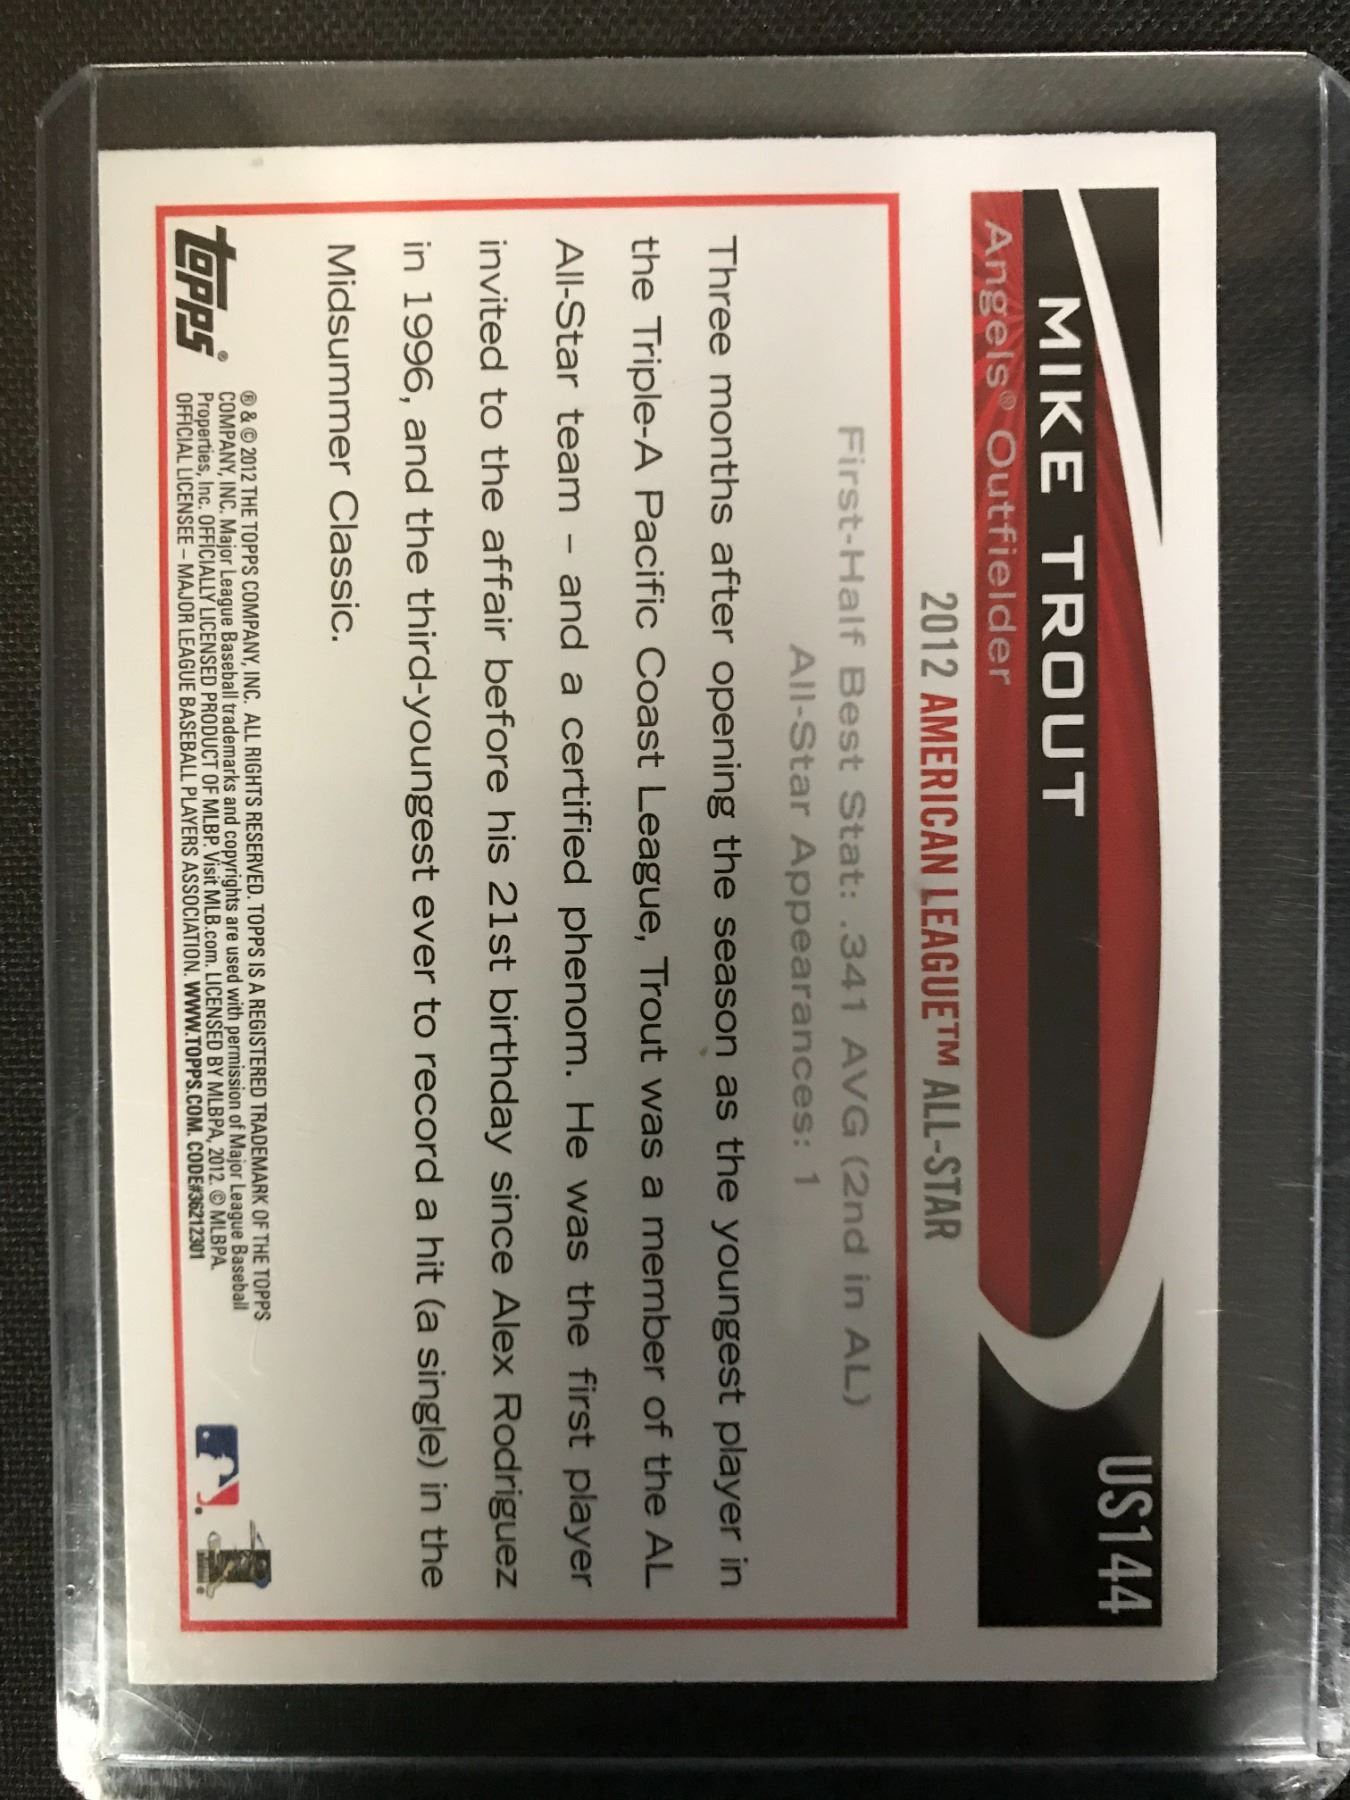 MIKE TROUT
US144
Angels® Outfielder
2012 AMERICAN LEAGUE™ ALL-STAR
First-Half Best Stat: .341 AVG (2nd in AL)
All-Star Appearances: 1
Three months after opening the season as the youngest player in
the Triple-A Pacific Coast League, Trout was a member of the AL
All-Star team – and a certified phenom. He was the first player
invited to the affair before his 21st birthday since Alex Rodriguez
in 1996, and the third-youngest ever to record a hit (a single) in the
Midsummer Classic.
topps®
® & © 2012 THE TOPPS COMPANY, INC. ALL RIGHTS RESERVED. TOPPS IS A REGISTERED TRADEMARK OF THE TOPPS
COMPANY, INC. Major League Baseball trademarks and copyrights are used with permission of Major League Baseball
Properties, Inc. OFFICIALLY LICENSED PRODUCT OF MLBP. Visit MLB.com. LICENSED BY MLBPA, 2012. © MLBPA.
OFFICIAL LICENSEE – MAJOR LEAGUE BASEBALL PLAYERS ASSOCIATION. WWW.TOPPS.COM. CODE#36212301